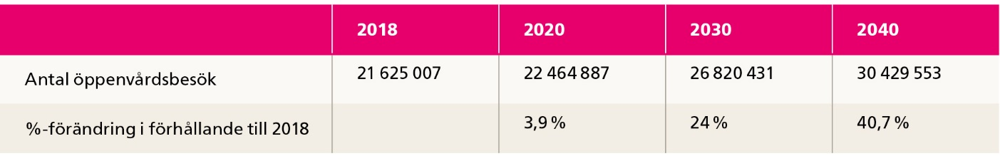 2018 2020 2030 2040
Antal öppenvårdsbesök 21 625 007 22 464 887 26 820 431 30 429 553
%-förändring i förhållande till 2018 3,9 % 24 % 40,7 %